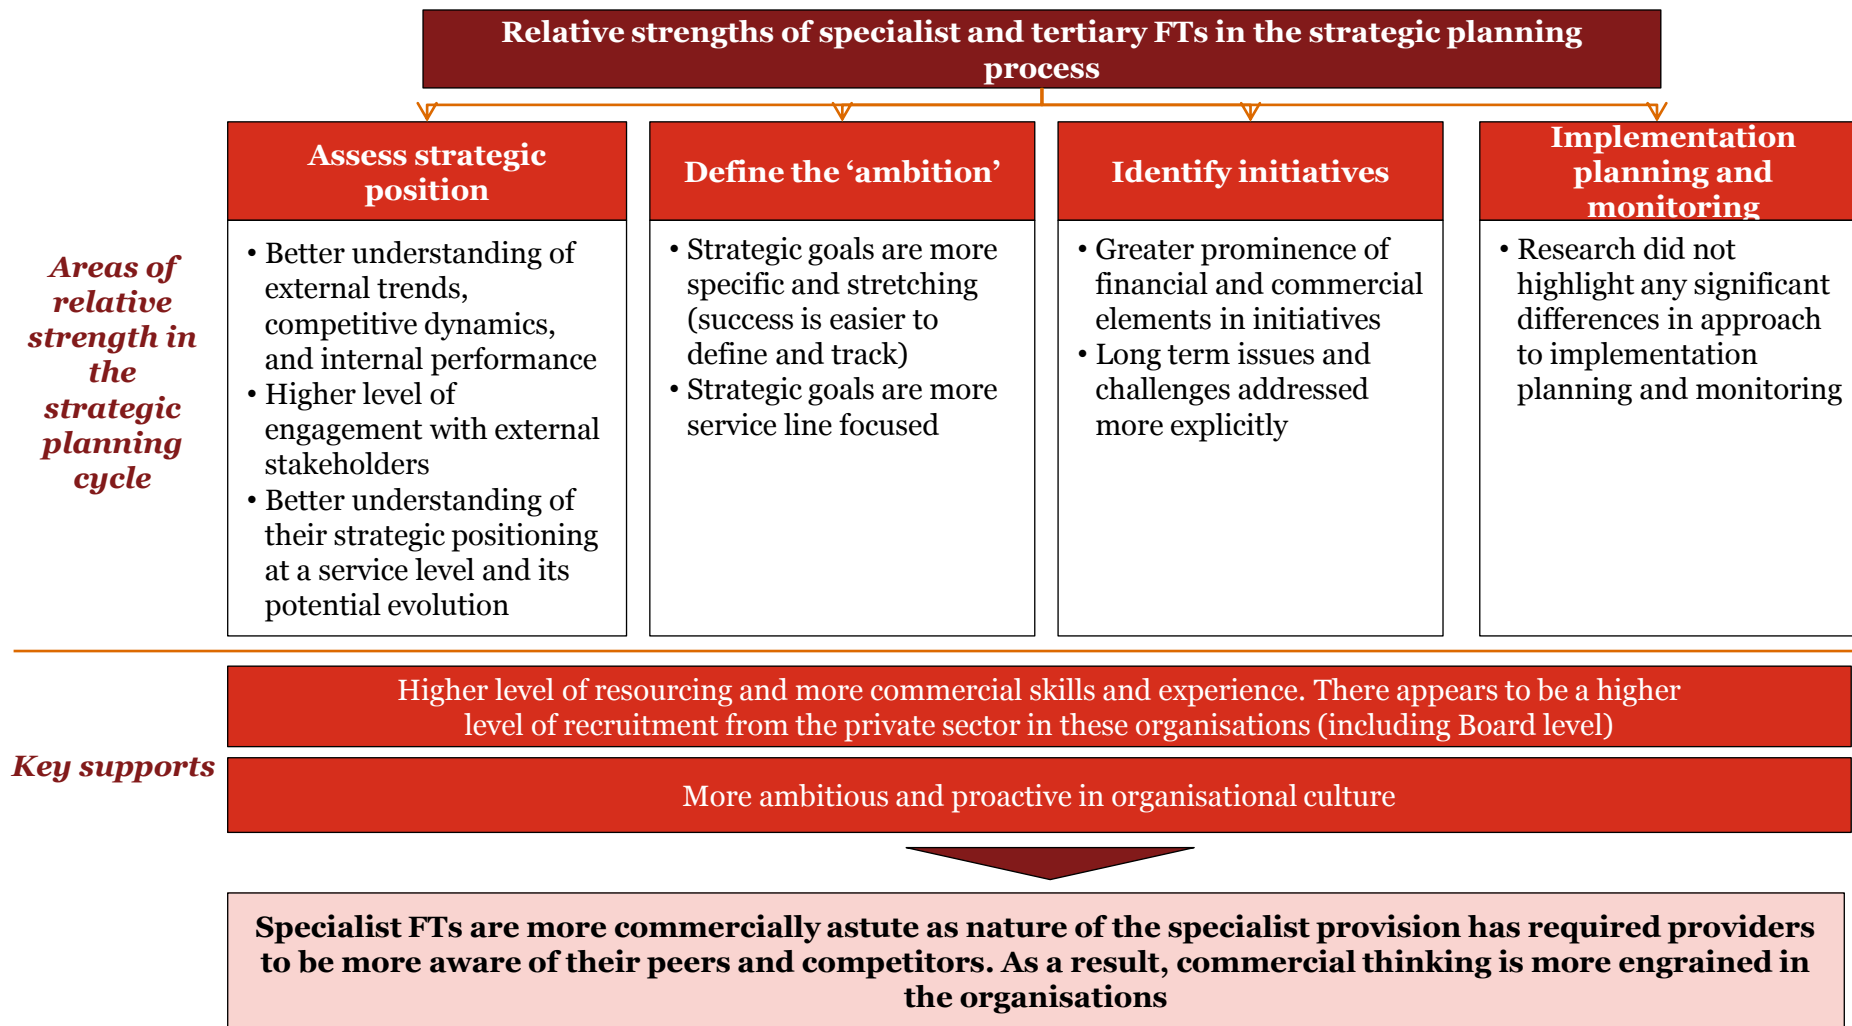 Relative strengths of specialist and tertiary FTs in the strategic planning
process
Assess strategic
position
Define the ‘ambition’
Identify initiatives
Implementation
planning and
monitoring
Areas of
relative
strength in
the
strategic
planning
cycle
• Better understanding of
external trends,
competitive dynamics,
and internal performance
• Higher level of
engagement with external
stakeholders
• Better understanding of
their strategic positioning
at a service level and its
potential evolution
• Strategic goals are more
specific and stretching
(success is easier to
define and track)
• Strategic goals are more
service line focused
• Greater prominence of
financial and commercial
elements in initiatives
• Long term issues and
challenges addressed
more explicitly
• Research did not
highlight any significant
differences in approach
to implementation
planning and monitoring
Key supports
Higher level of resourcing and more commercial skills and experience. There appears to be a higher
level of recruitment from the private sector in these organisations (including Board level)
More ambitious and proactive in organisational culture
Specialist FTs are more commercially astute as nature of the specialist provision has required providers
to be more aware of their peers and competitors. As a result, commercial thinking is more engrained in
the organisations